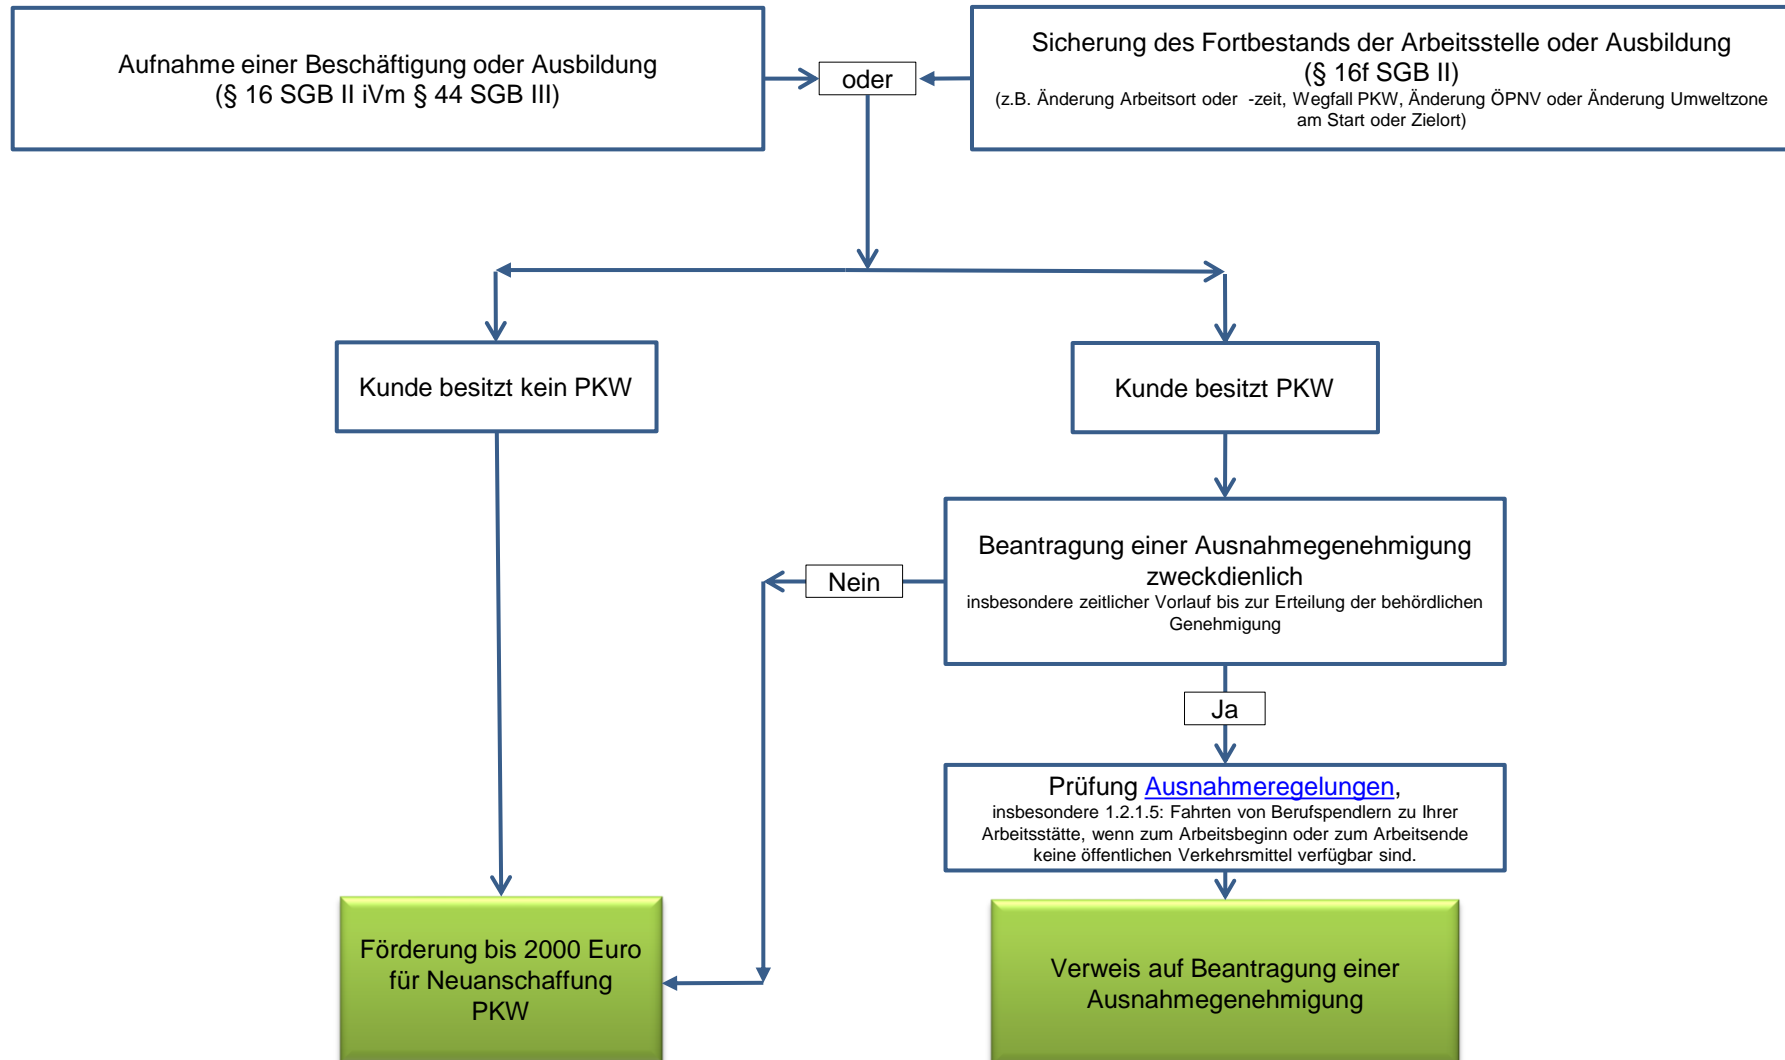 Aufnahme einer Beschäftigung oder Ausbildung
(§ 16 SGB II iVm § 44 SGB III)
oder
Sicherung des Fortbestands der Arbeitsstelle oder Ausbildung
(§ 16f SGB II)
(z.B. Änderung Arbeitsort oder -zeit, Wegfall PKW, Änderung ÖPNV oder Änderung Umweltzone
am Start oder Zielort)
Kunde besitzt kein PKW
Kunde besitzt PKW
Beantragung einer Ausnahmegenehmigung
zweckdienlich
insbesondere zeitlicher Vorlauf bis zur Erteilung der behördlichen
Genehmigung
Nein
Ja
Prüfung Ausnahmeregelungen,
insbesondere 1.2.1.5: Fahrten von Berufspendlern zu Ihrer
Arbeitsstätte, wenn zum Arbeitsbeginn oder zum Arbeitsende
keine öffentlichen Verkehrsmittel verfügbar sind.
Förderung bis 2000 Euro
für Neuanschaffung
PKW
Verweis auf Beantragung einer
Ausnahmegenehmigung